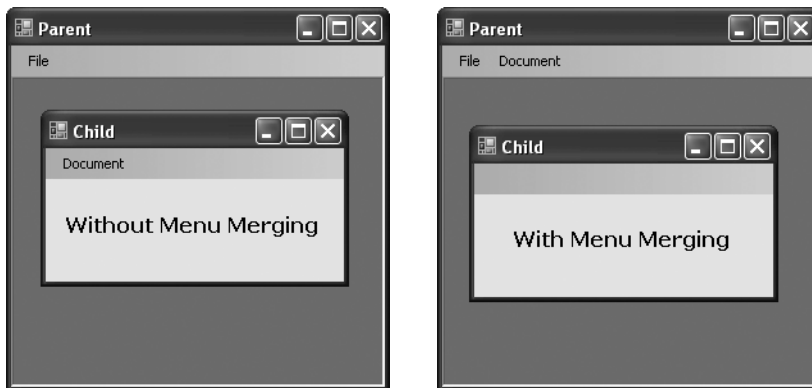 Parent
File
Child
Document
Without Menu Merging
Parent
File Document
Child
With Menu Merging